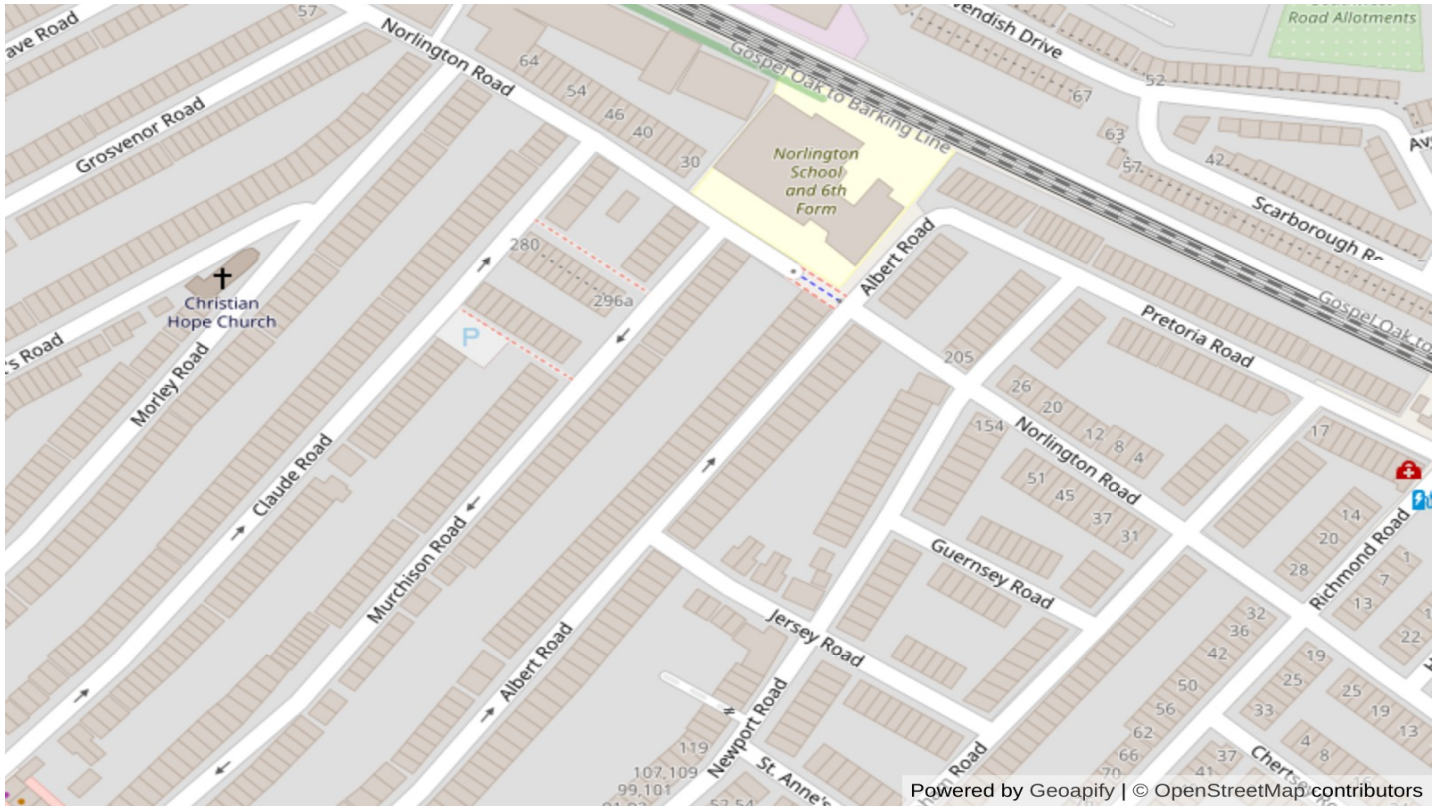 57
Norlington Road
64
54
46
40
30
Gospel Oak to Barking Line
Norlington
School
and 6th
Form
Road Allotments
52
67
63
57
42
Scarborough
Grosvenor Road
Christian
Hope Church
Morley Road
280
296a
P
Albert Road
Pretoria Road
Gospel Oak to
205
26
20
12
8
4
154
Norlington Road
17
51
45
37
31
14
20
28
Richmond Road
1
7
13
22
Claude Road
Murchison Road
Guernsey Road
Jersey Road
Albert Road
32
36
42
50
56
62
66
70
19
25
33
25
19
13
4
8
16
37
41
Newport Road
119
107,109
99,101
St. Anne's
52,54
Road
Powered by Geoapify | © OpenStreetMap contributors